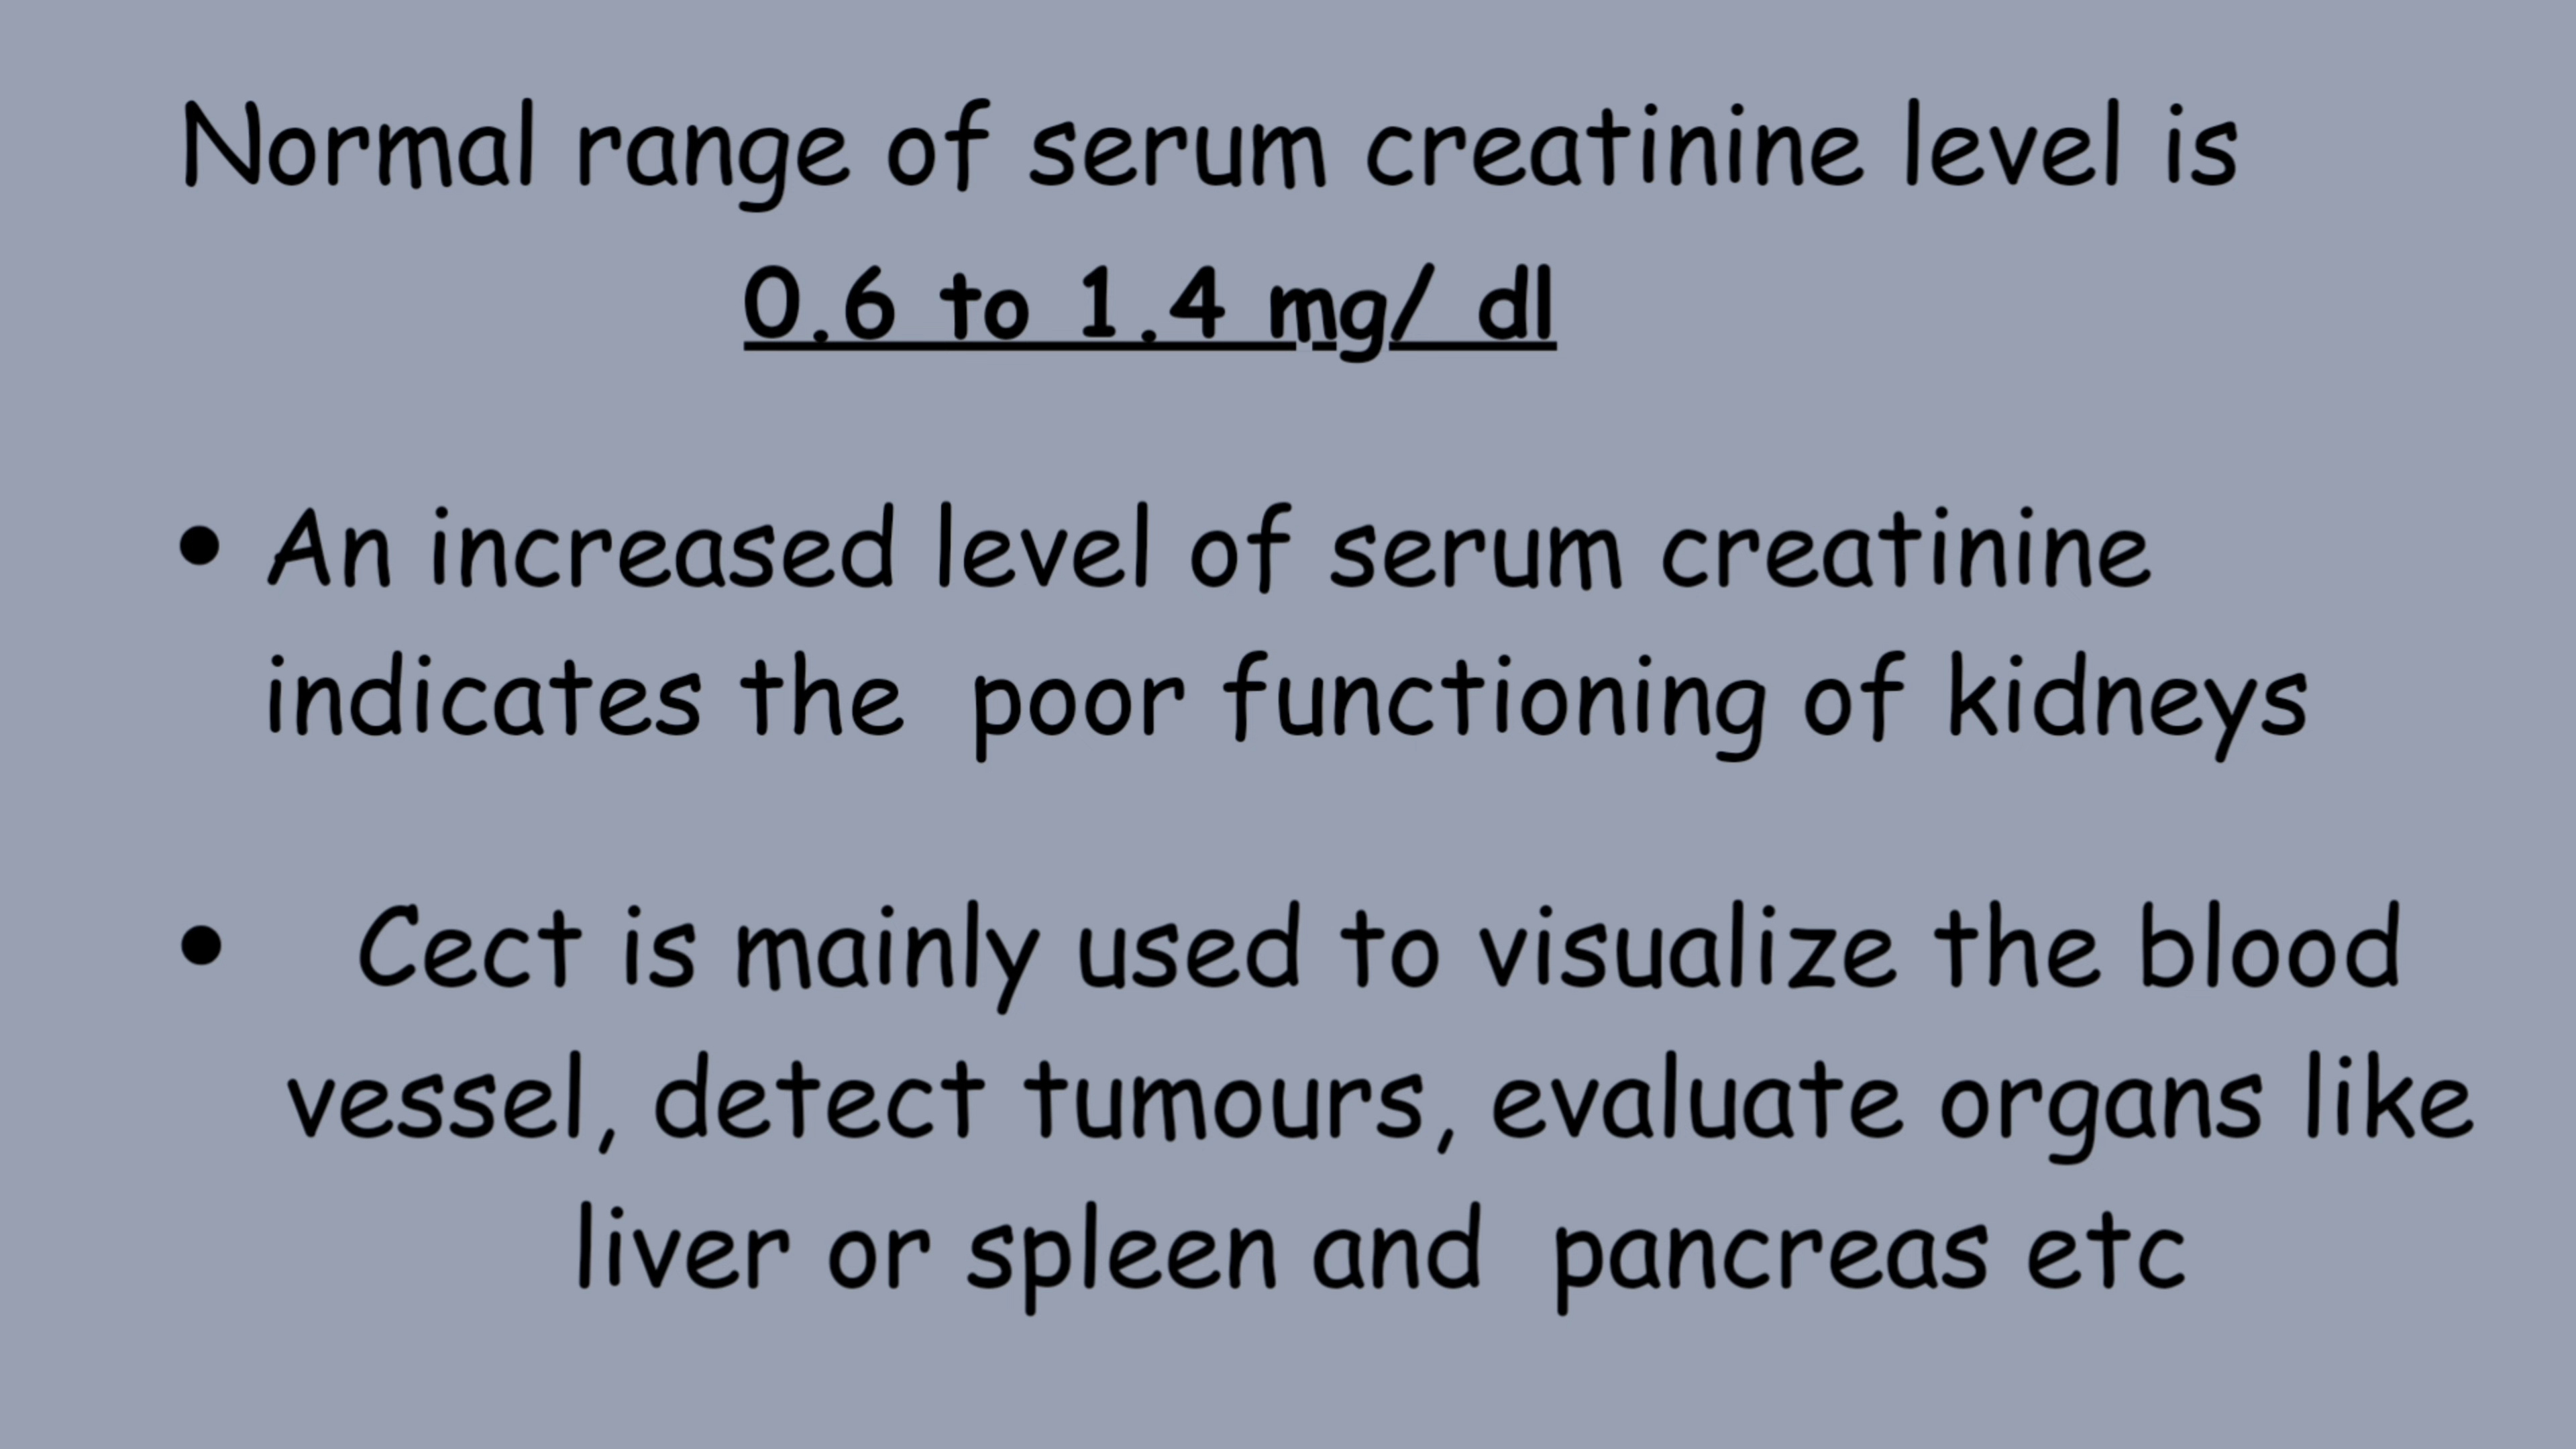 Normal range of serum creatinine level is
0.6 to 1.4 mg/ dl
• An increased level of serum creatinine
indicates the poor functioning of kidneys
• Cect is mainly used to visualize the blood
vessel, detect tumours, evaluate organs like
liver or spleen and pancreas etc